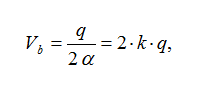 V_b = q / 2α = 2·k·q,